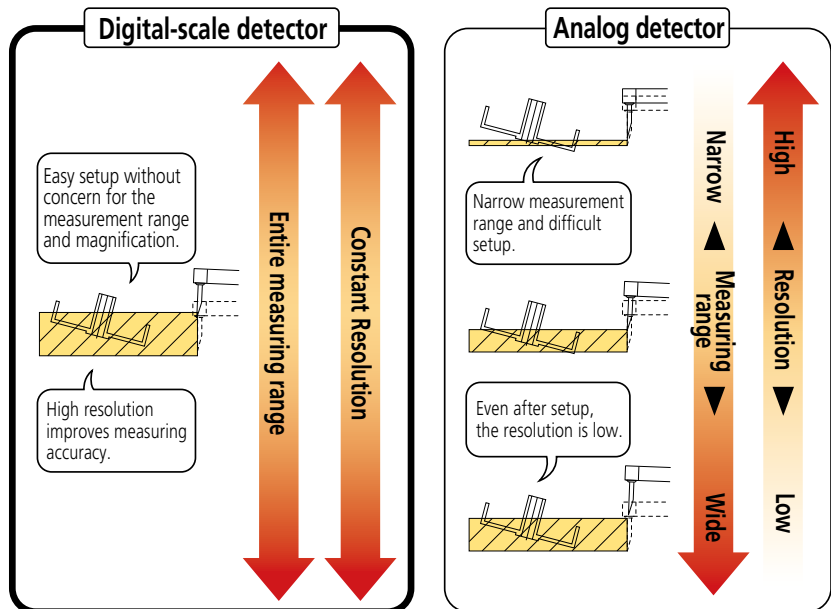 Digital-scale detector
Easy setup without
concern for the
measurement range
and magnification.
High resolution
improves measuring
accuracy.
Entire measuring range
Constant Resolution
Analog detector
Narrow measurement
range and difficult
setup.
Even after setup,
the resolution is low.
Narrow
Measuring
range
Wide
High
Resolution
Low